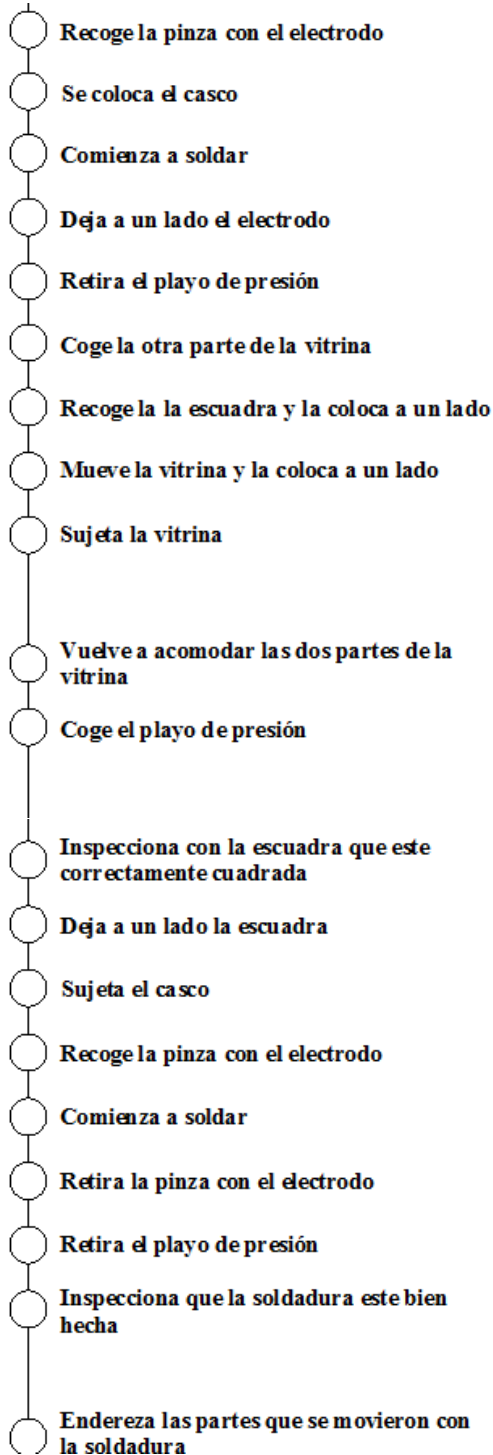 Recoge la pinza con el electrodo
Se coloca el casco
Comienza a soldar
Deja a un lado el electrodo
Retira el playo de presión
Coge la otra parte de la vitrina
Recoge la la escuadra y la coloca a un lado
Mueve la vitrina y la coloca a un lado
Sujeta la vitrina
Vuelve a acomodar las dos partes de la
vitrina
Coge el playo de presión
Inspecciona con la escuadra que este
correctamente cuadrada
Deja a un lado la escuadra
Sujeta el casco
Recoge la pinza con el electrodo
Comienza a soldar
Retira la pinza con el electrodo
Retira el playo de presión
Inspecciona que la soldadura este bien
hecha
Endereza las partes que se movieron con
la soldadura